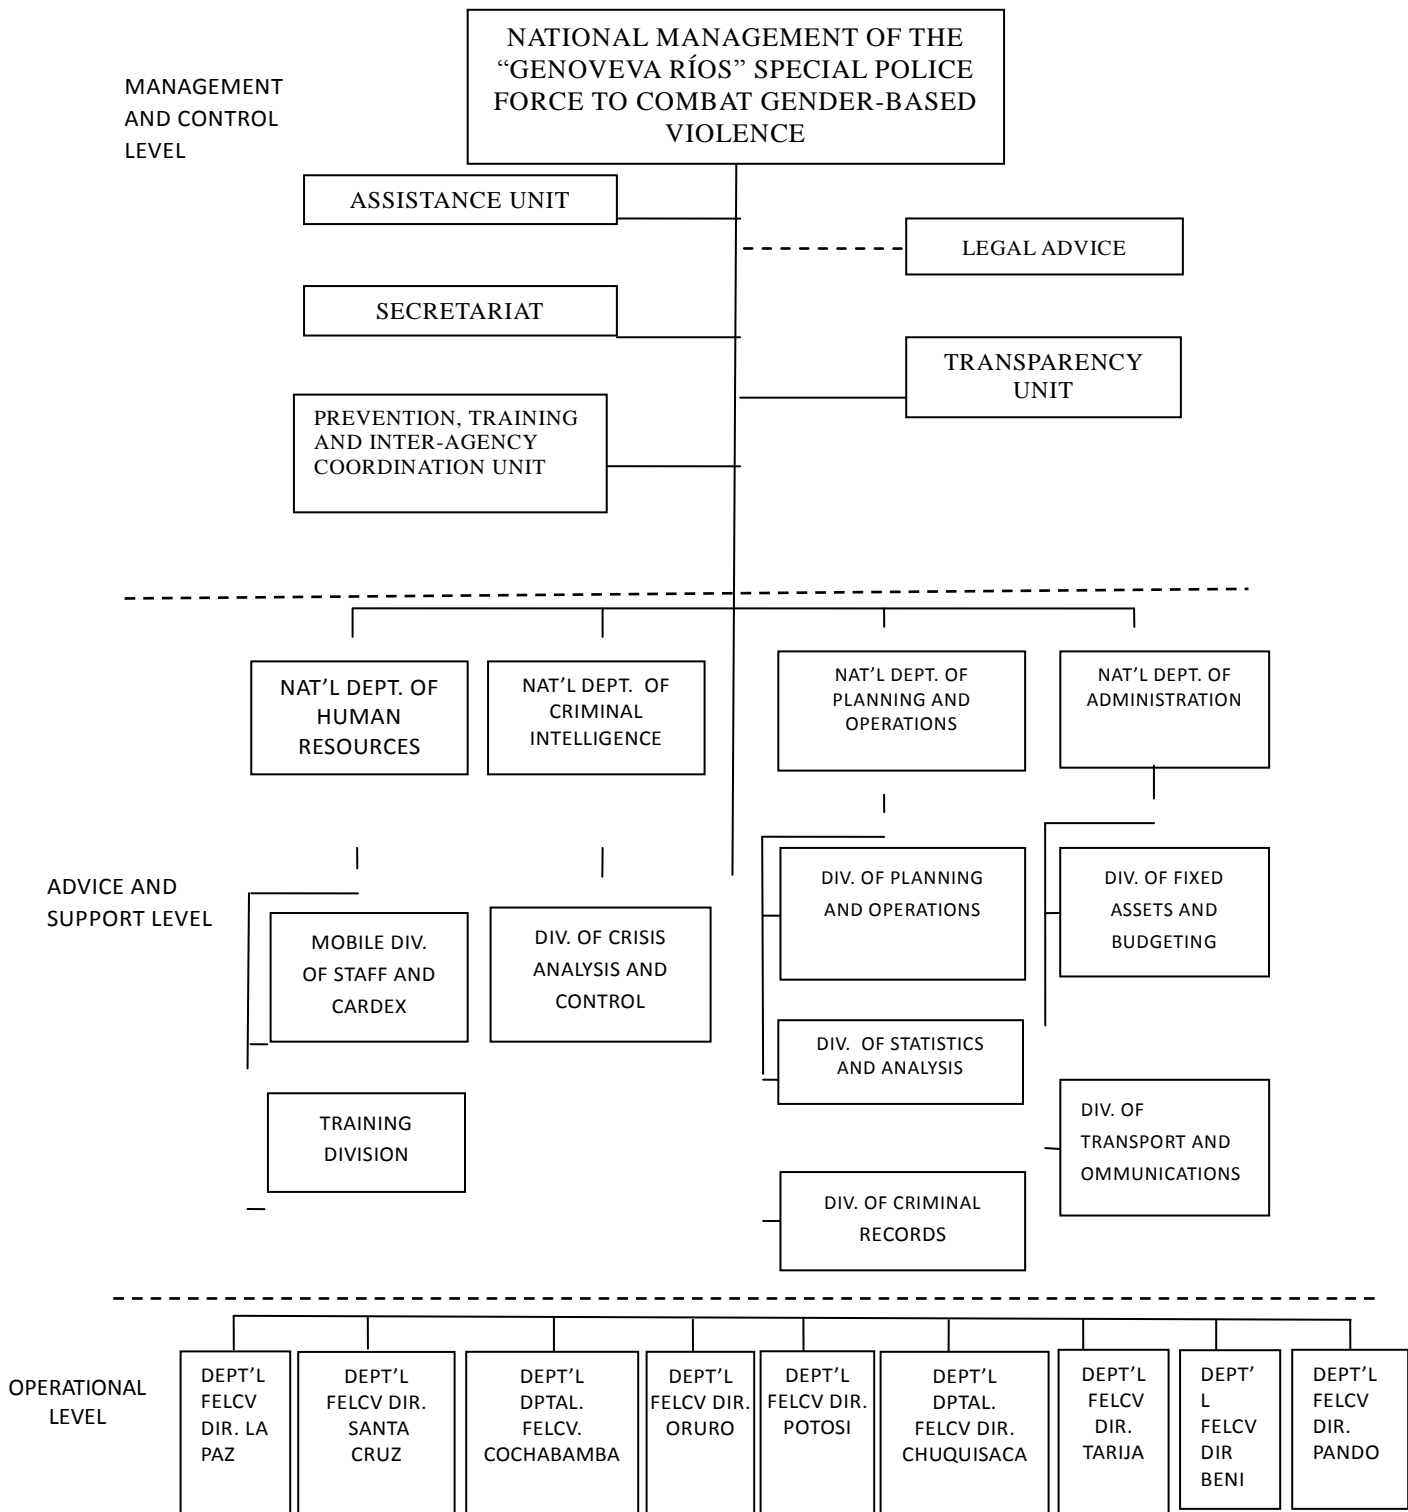 NATIONAL MANAGEMENT OF THE
“GENOVEVA RÍOS” SPECIAL POLICE
FORCE TO COMBAT GENDER-BASED
VIOLENCE
MANAGEMENT
AND CONTROL
LEVEL
ASSISTANCE UNIT
LEGAL ADVICE
SECRETARIAT
TRANSPARENCY
UNIT
PREVENTION, TRAINING
AND INTER-AGENCY
COORDINATION UNIT
NAT’L DEPT. OF
HUMAN
RESOURCES
NAT’L DEPT. OF
CRIMINAL
INTELLIGENCE
NAT’L DEPT. OF
PLANNING AND
OPERATIONS
NAT’L DEPT. OF
ADMINISTRATION
ADVICE AND
SUPPORT LEVEL
MOBILE DIV.
OF STAFF AND
CARDEX
DIV. OF CRISIS
ANALYSIS AND
CONTROL
DIV. OF PLANNING
AND OPERATIONS
DIV. OF FIXED
ASSETS AND
BUDGETING
DIV. OF STATISTICS
AND ANALYSIS
TRAINING
DIVISION
DIV. OF
TRANSPORT AND
OMMUNICATIONS
DIV. OF CRIMINAL
RECORDS
OPERATIONAL
LEVEL
DEPT’L
FELCV
DIR. LA
PAZ
DEPT’L
FELCV DIR.
SANTA
CRUZ
DEPT’L
DPTAL.
FELCV.
COCHABAMBA
DEPT’L
FELCV DIR.
ORURO
DEPT’L
FELCV DIR.
POTOSI
DEPT’L
DPTAL.
FELCV DIR.
CHUQUISACA
DEPT’L
FELCV
DIR.
TARIJA
DEPT’
L
FELCV
DIR
BENI
DEPT’L
FELCV
DIR.
PANDO